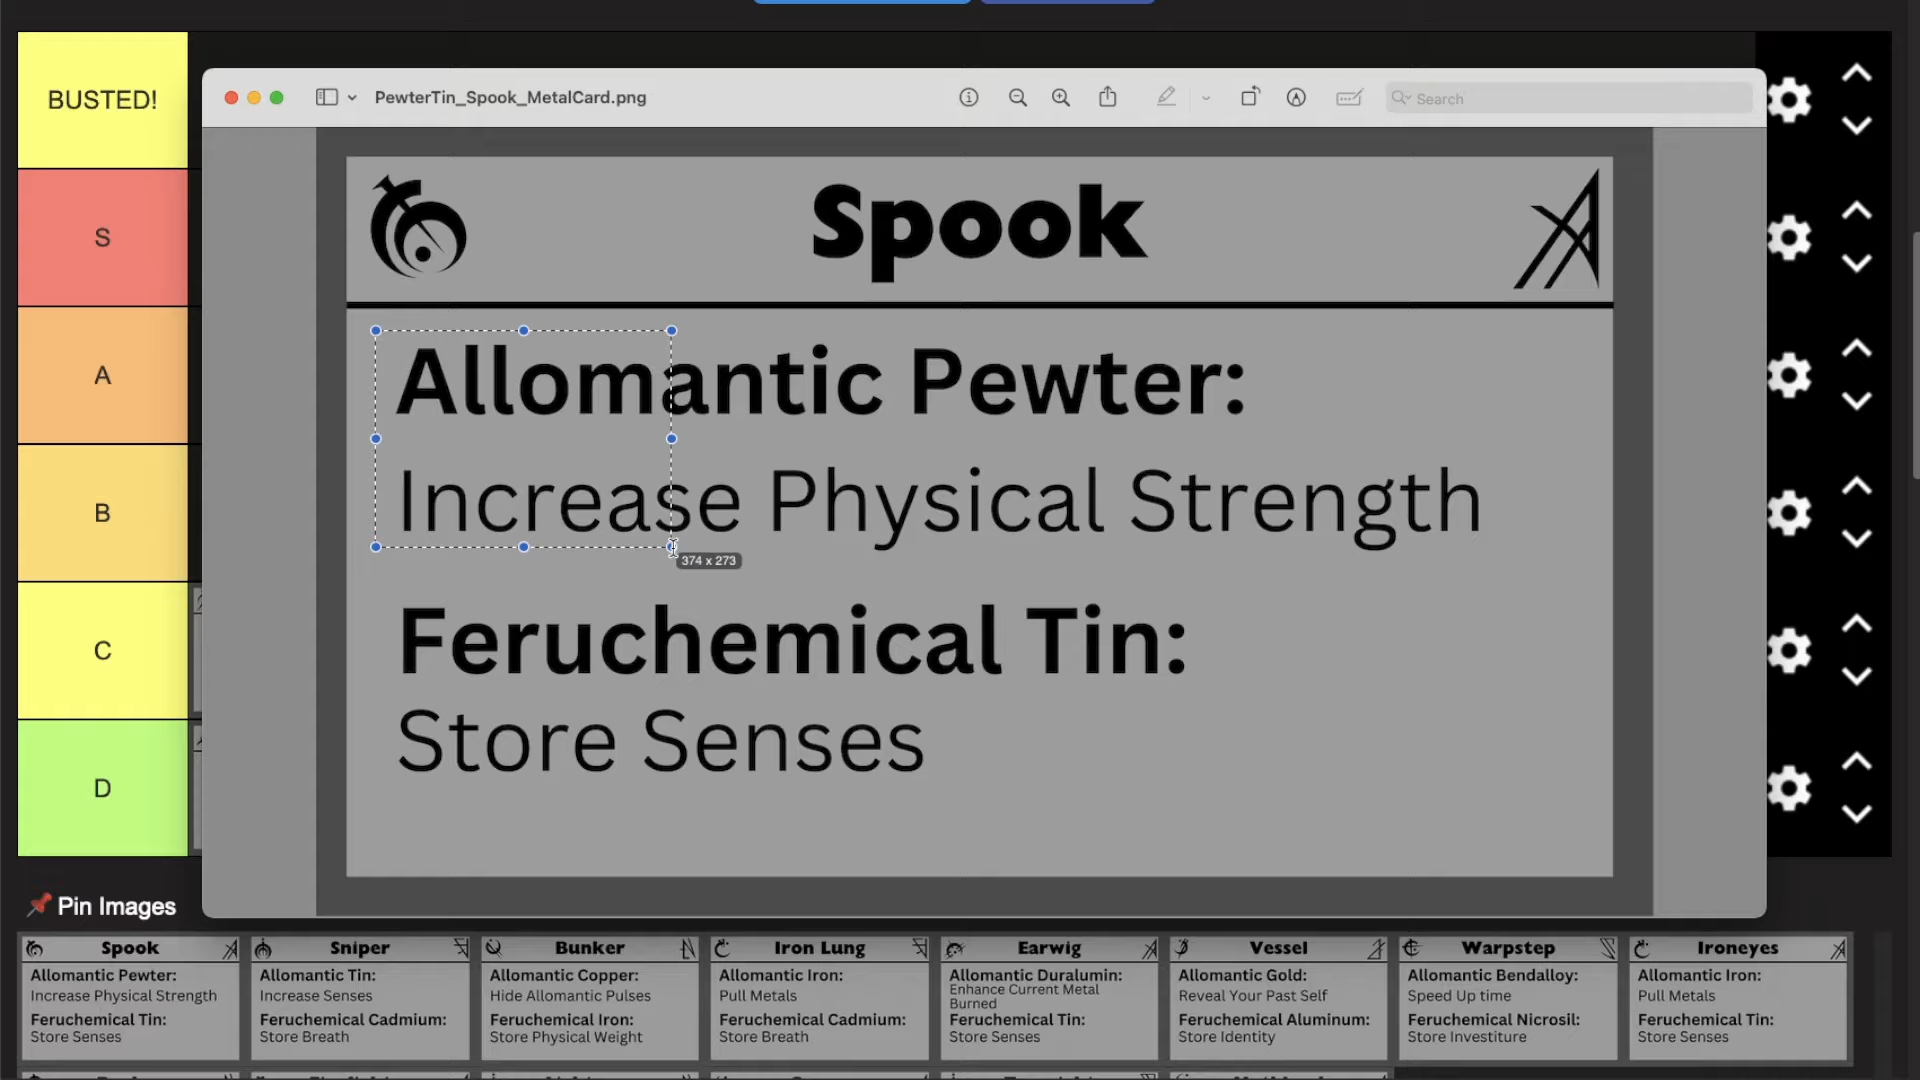 BUSTED!
S
A
B
C
D
PewterTin_Spook_MetalCard.png
Search
Spook
Allomantic Pewter:
Increase Physical Strength
374 x 273
Feruchemical Tin:
Store Senses
Pin Images
Spook
Allomantic Pewter:
Increase Physical Strength
Feruchemical Tin:
Store Senses
Sniper
Allomantic Tin:
Increase Senses
Feruchemical Cadmium:
Store Breath
Bunker
Allomantic Copper:
Hide Allomantic Pulses
Feruchemical Iron:
Store Physical Weight
Iron Lung
Allomantic Iron:
Pull Metals
Feruchemical Cadmium:
Store Breath
Earwig
Allomantic Duralumin:
Enhance Current Metal
Burned
Feruchemical Tin:
Store Senses
Vessel
Allomantic Gold:
Reveal Your Past Self
Feruchemical Aluminum:
Store Identity
Warpstep
Allomantic Bendalloy:
Speed Up time
Feruchemical Nicrosil:
Store Investiture
Ironeyes
Allomantic Iron:
Pull Metals
Feruchemical Tin:
Store Senses